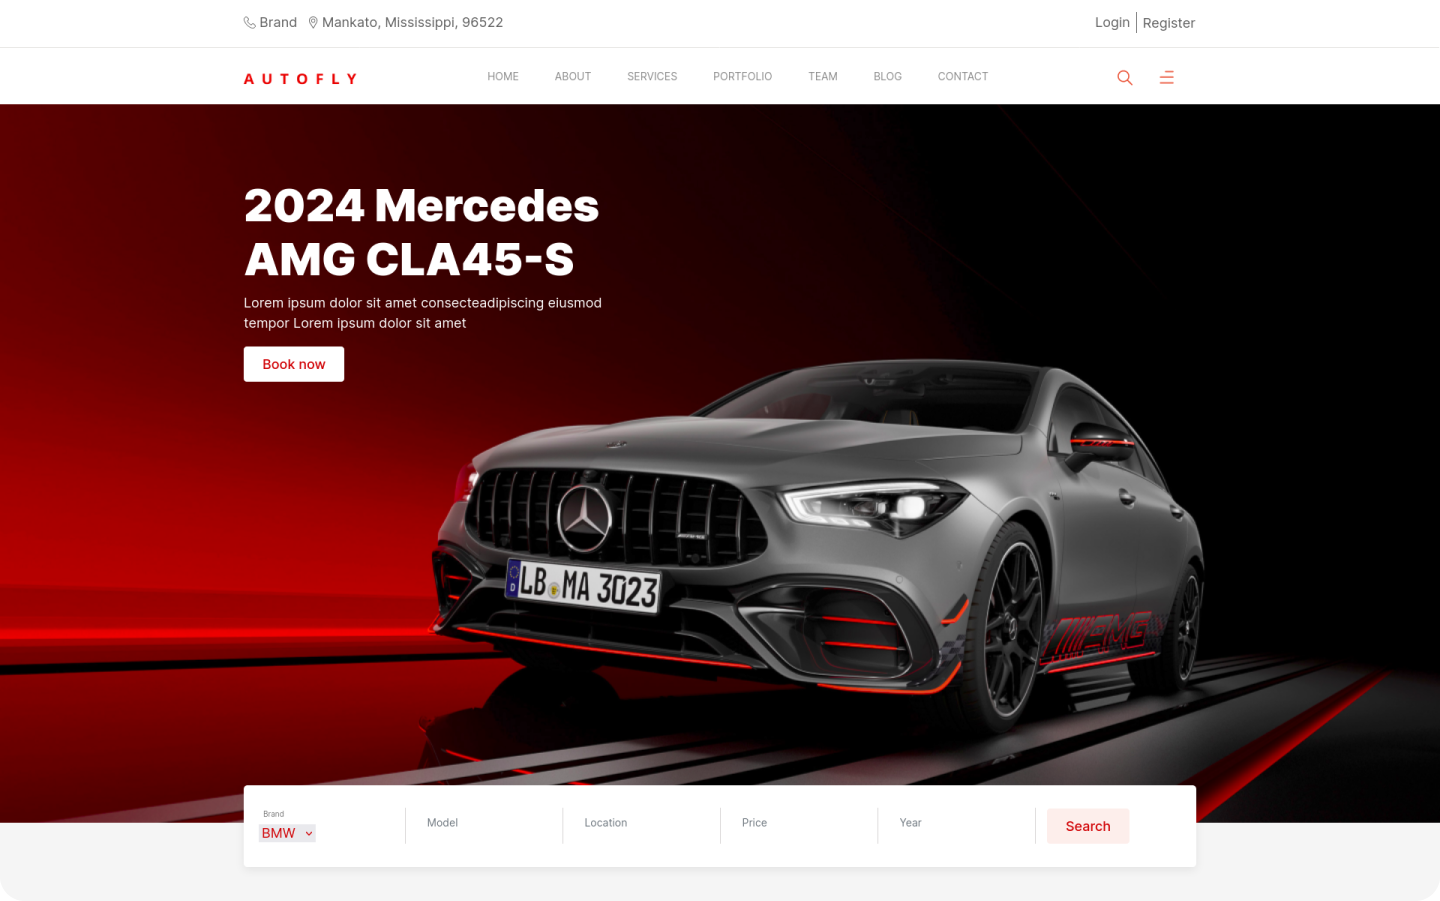 Brand Mankato, Mississippi, 96522
Login Register
AUTOFLY
HOME ABOUT SERVICES PORTFOLIO TEAM BLOG CONTACT
2024 Mercedes
AMG CLA45-S
Lorem ipsum dolor sit amet consecteadipiscing eiusmod
tempor Lorem ipsum dolor sit amet
Book now
LB MA 3023
D
AMG
Brand
BMW
Model
Location
Price
Year
Search